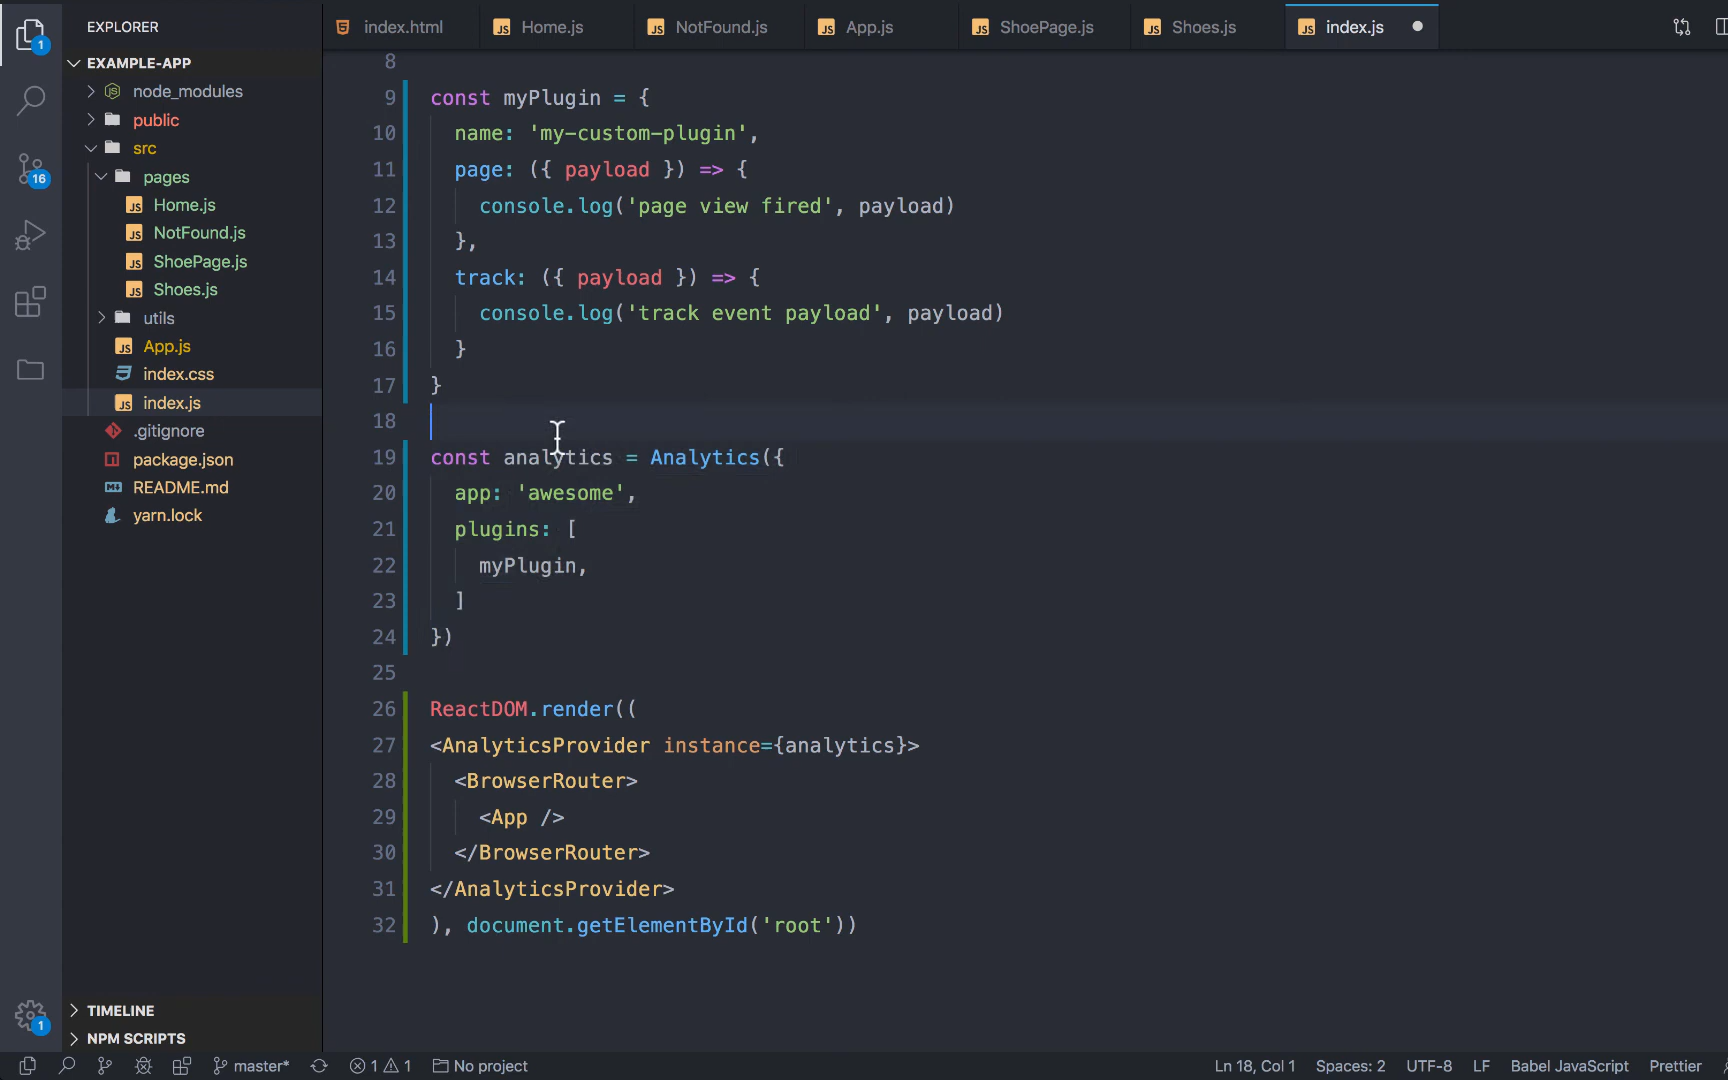 EXPLORER
index.html
Home.js
NotFound.js
App.js
ShoePage.js
Shoes.js
index.js
1
16
1
EXAMPLE-APP
node_modules
public
src
pages
Home.js
NotFound.js
ShoePage.js
Shoes.js
utils
App.js
index.css
index.js
.gitignore
package.json
README.md
yarn.lock
TIMELINE
NPM SCRIPTS
8
9 const myPlugin = {
10 name: 'my-custom-plugin',
11 page: ({ payload }) => {
12 console.log('page view fired', payload)
13 },
14 track: ({ payload }) => {
15 console.log('track event payload', payload)
16 }
17 }
18
19 const analytics = Analytics({
20 app: 'awesome',
21 plugins: [
22 myPlugin,
23 ]
24 })
25
26 ReactDOM.render((
27 <AnalyticsProvider instance={analytics}>
28 <BrowserRouter>
29 <App />
30 </BrowserRouter>
31 </AnalyticsProvider>
32 ), document.getElementById('root'))
master* 1 1 No project Ln 18, Col 1 Spaces: 2 UTF-8 LF Babel JavaScript Prettier